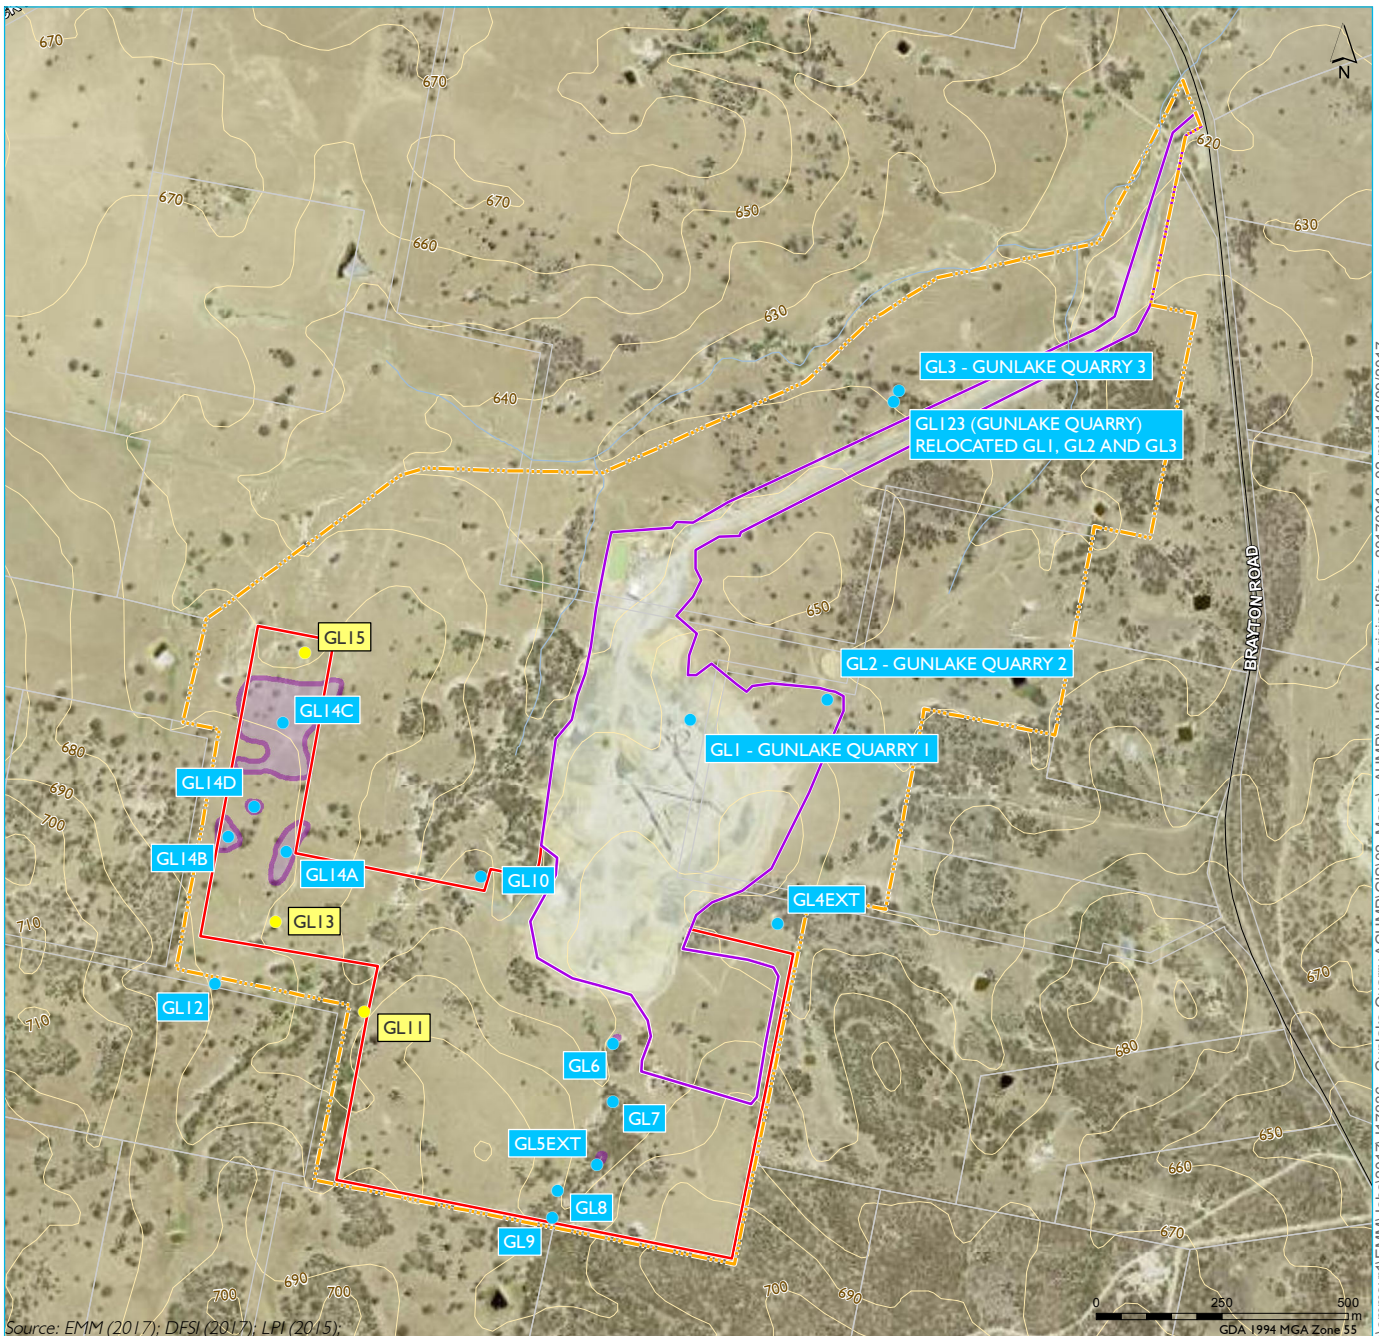 670
670
N
620
670
670
650
660
630
630
GL3 - GUNLAKE QUARRY 3
640
GL123 (GUNLAKE QUARRY)
RELOCATED GL1, GL2 AND GL3
BRAYTON ROAD
650
GL15
GL2 - GUNLAKE QUARRY 2
GL14C
GL1 - GUNLAKE QUARRY 1
680
GL14D
690
700
GL14B
GL14A
GL10
GL4EXT
GL13
710
670
GL12
710
GL11
680
GL6
GL7
GL5EXT
650
660
GL8
GL9
670
690
700
700
700
690
0 250 500
m
GDA 1994 MGA Zone 55
Source: EMM (2017); DFSI (2017); LPI (2015);